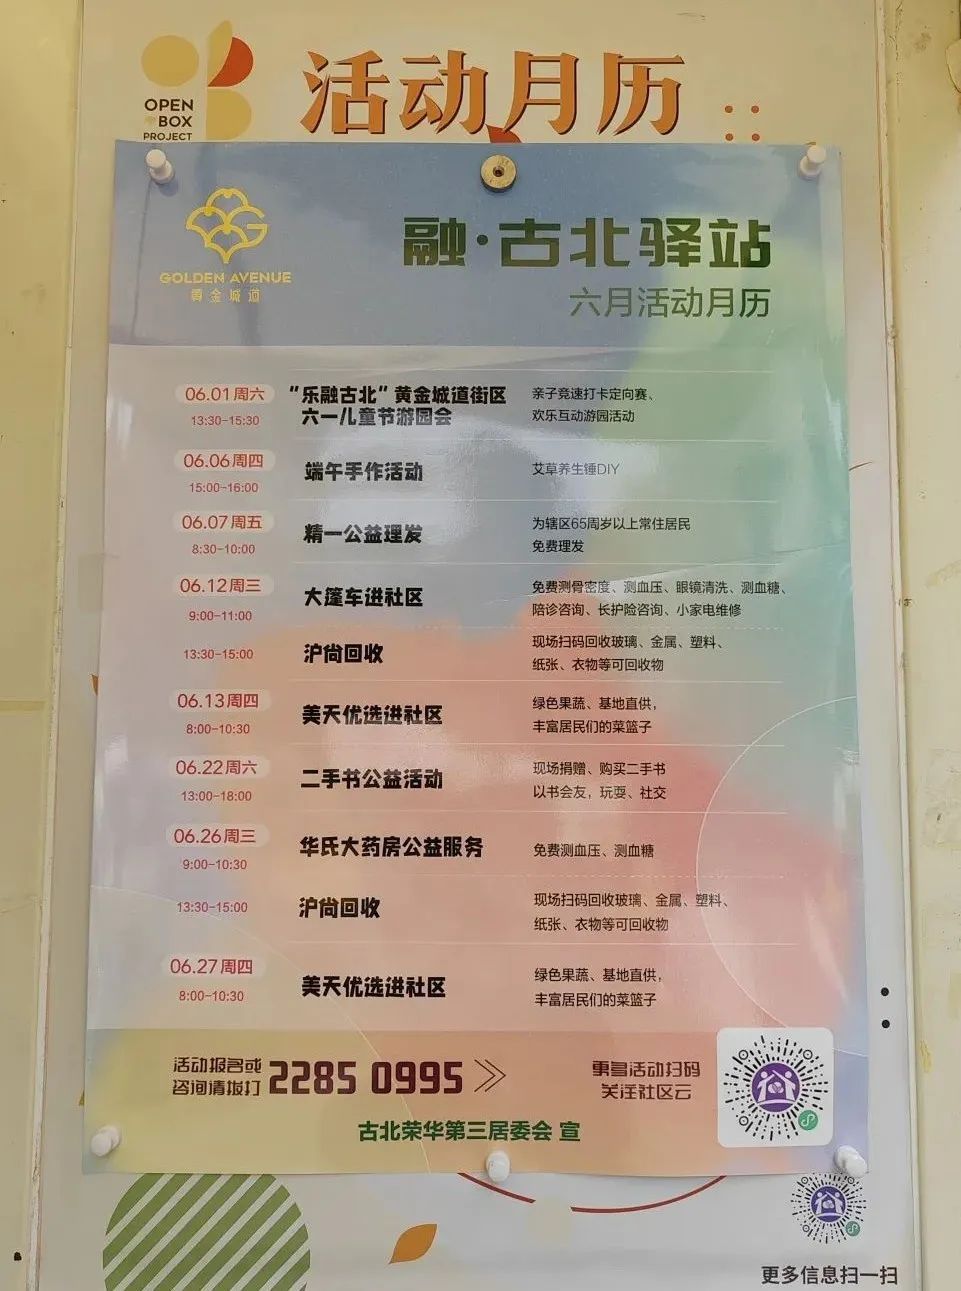 OPEN
BOX
PROJECT
活动月历
GOLDEN AVENUE
黄金城道
融·古北驿站
六月活动月历
06.01周六
13:30-15:30
“乐融古北”黄金城道街区
六一儿童节游园会
亲子竞速打卡定向赛、
欢乐互动游园活动
06.06周四
15:00-16:00
端午手作活动
艾草养生锤DIY
06.07周五
8:30-10:00
精一公益理发
为辖区65周岁以上常住居民
免费理发
06.12周三
9:00-11:00
大篷车进社区
免费测骨密度、测血压、眼镜清洗、测血糖、
陪诊咨询、长护险咨询、小家电维修
13:30-15:00
沪尚回收
现场扫码回收玻璃、金属、塑料、
纸张、衣物等可回收物
06.13周四
8:00-10:30
美天优选进社区
绿色果蔬、基地直供，
丰富居民们的菜篮子
06.22周六
13:00-18:00
二手书公益活动
现场捐赠、购买二手书
以书会友，玩耍、社交
06.26周三
9:00-10:30
华氏大药房公益服务
免费测血压、测血糖
13:30-15:00
沪尚回收
现场扫码回收玻璃、金属、塑料、
纸张、衣物等可回收物
06.27周四
8:00-10:30
美天优选进社区
绿色果蔬、基地直供，
丰富居民们的菜篮子
活动报名或
咨询请拨打
2285 0995
更多活动扫码
关注社区云
古北荣华第三居委会 宣
更多信息扫一扫